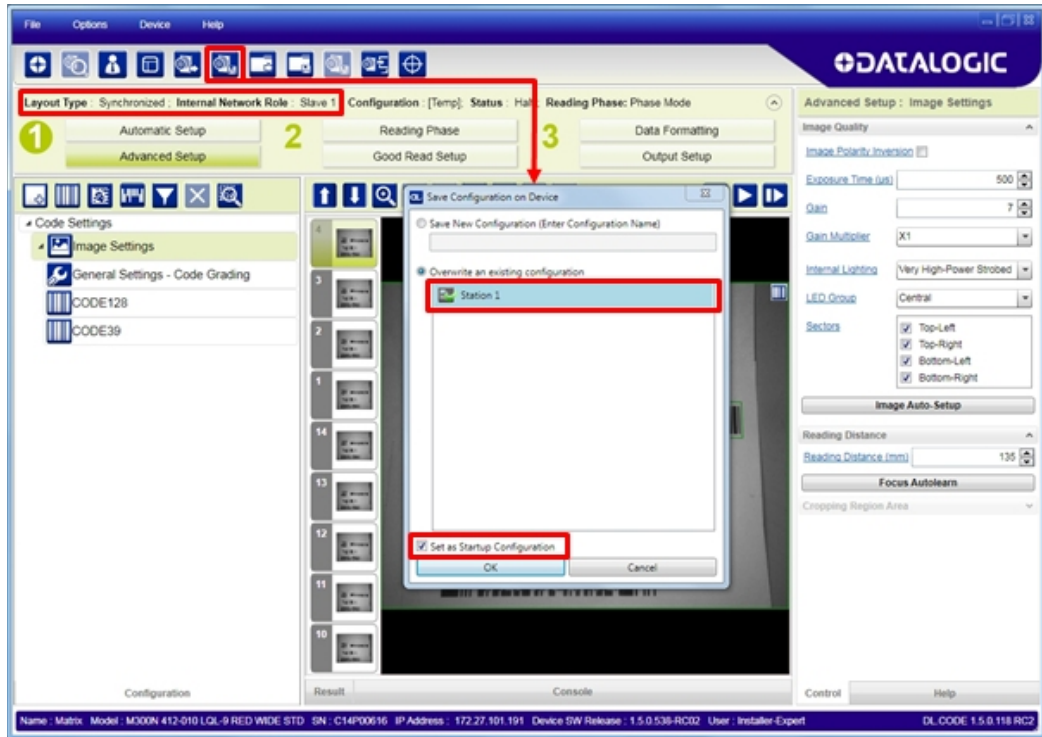 File Options Device Help
DATALOGIC
Layout Type : Synchronized ; Internal Network Role : Slave 1 Configuration : [Temp]; Status : Halt; Reading Phase: Phase Mode
1 Automatic Setup 2 Reading Phase 3 Data Formatting
Advanced Setup Good Read Setup Output Setup
Advanced Setup : Image Settings
Image Quality
Image Polarity Inversion
Exposure Time (us) 500
Gain 7
Gain Multiplier X1
Internal Lighting Very High-Power Strobed
LED Group Central
Sectors Top-Left
Top-Right
Bottom-Left
Bottom-Right
Image Auto-Setup
Reading Distance
Reading Distance (mm) 135
Focus Autolearn
Cropping Region Area
Code Settings
Image Settings
General Settings - Code Grading
CODE128
CODE39
4
3
2
1
14
13
12
11
10
Save Configuration on Device
Save New Configuration (Enter Configuration Name)
Overwrite an existing configuration
Station 1
Set as Startup Configuration
OK Cancel
Configuration Result Console Control Help
Name : Matrix Model : M300N 412-010 LQL-9 RED WIDE STD SN : C14P00616 IP Address : 172.27.101.191 Device SW Release : 1.5.0.538-RC02 User : Installer-Expert DL.CODE 1.5.0.118 RC2